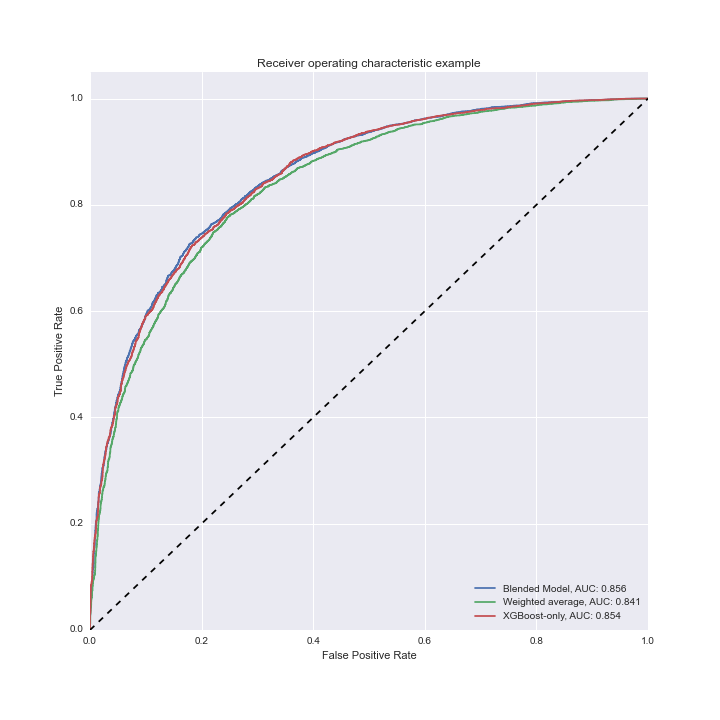 Receiver operating characteristic example
1.0
0.8
0.6
0.4
0.2
0.0
True Positive Rate
0.0 0.2 0.4 0.6 0.8 1.0
False Positive Rate
Blended Model, AUC: 0.856
Weighted average, AUC: 0.841
XGBoost-only, AUC: 0.854